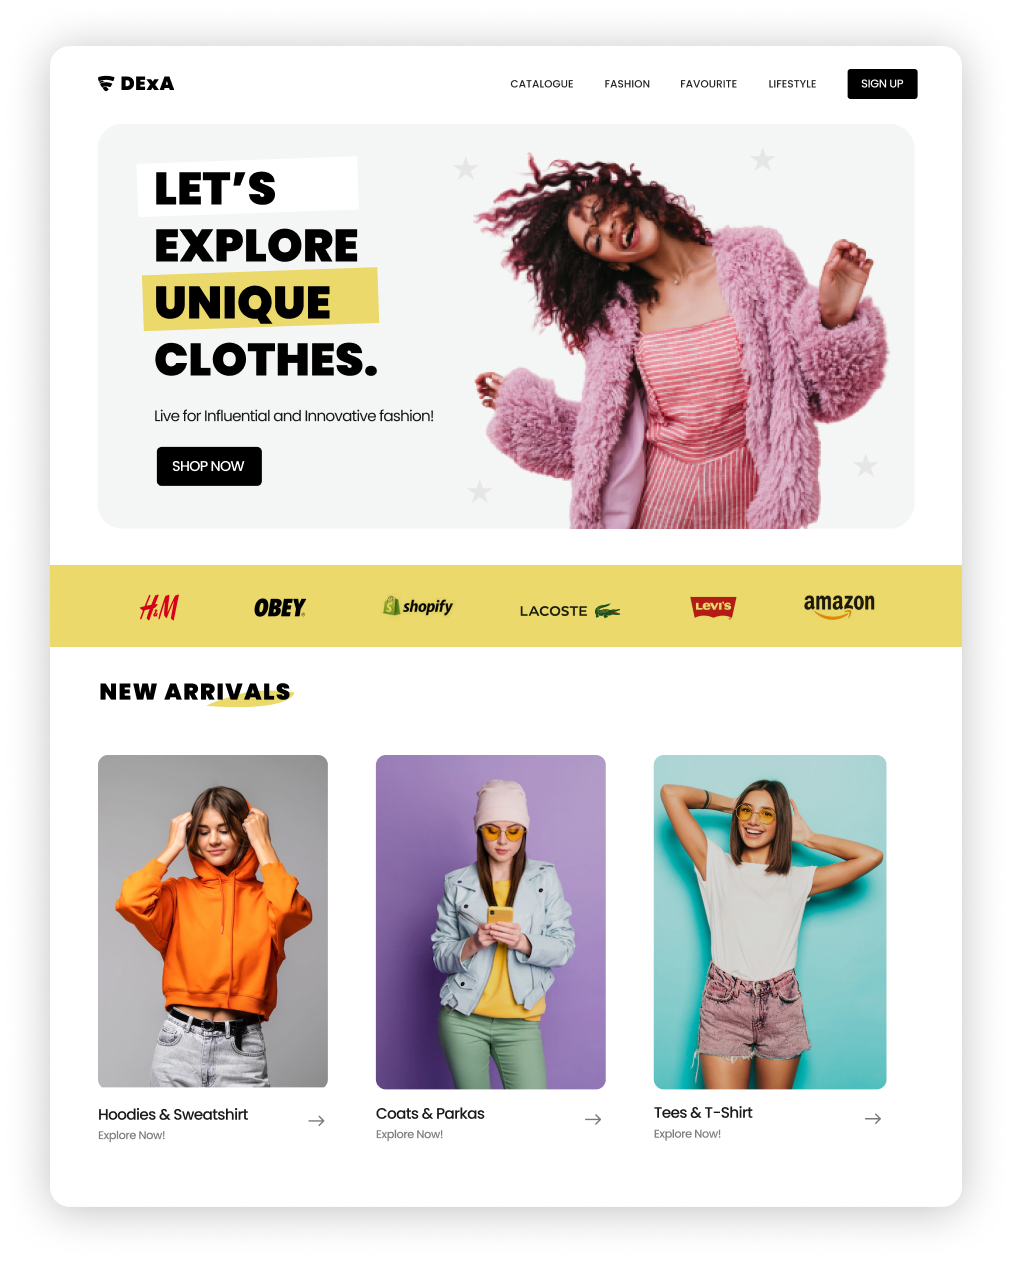 DExA
CATALOGUE
FASHION
FAVOURITE
LIFESTYLE
SIGN UP
LET’S
EXPLORE
UNIQUE
CLOTHES.
Live for Influential and Innovative fashion!
SHOP NOW
H&M
OBEY
shopify
LACOSTE
LEVI'S
amazon
NEW ARRIVALS
Hoodies & Sweatshirt
Explore Now!
Coats & Parkas
Explore Now!
Tees & T-Shirt
Explore Now!